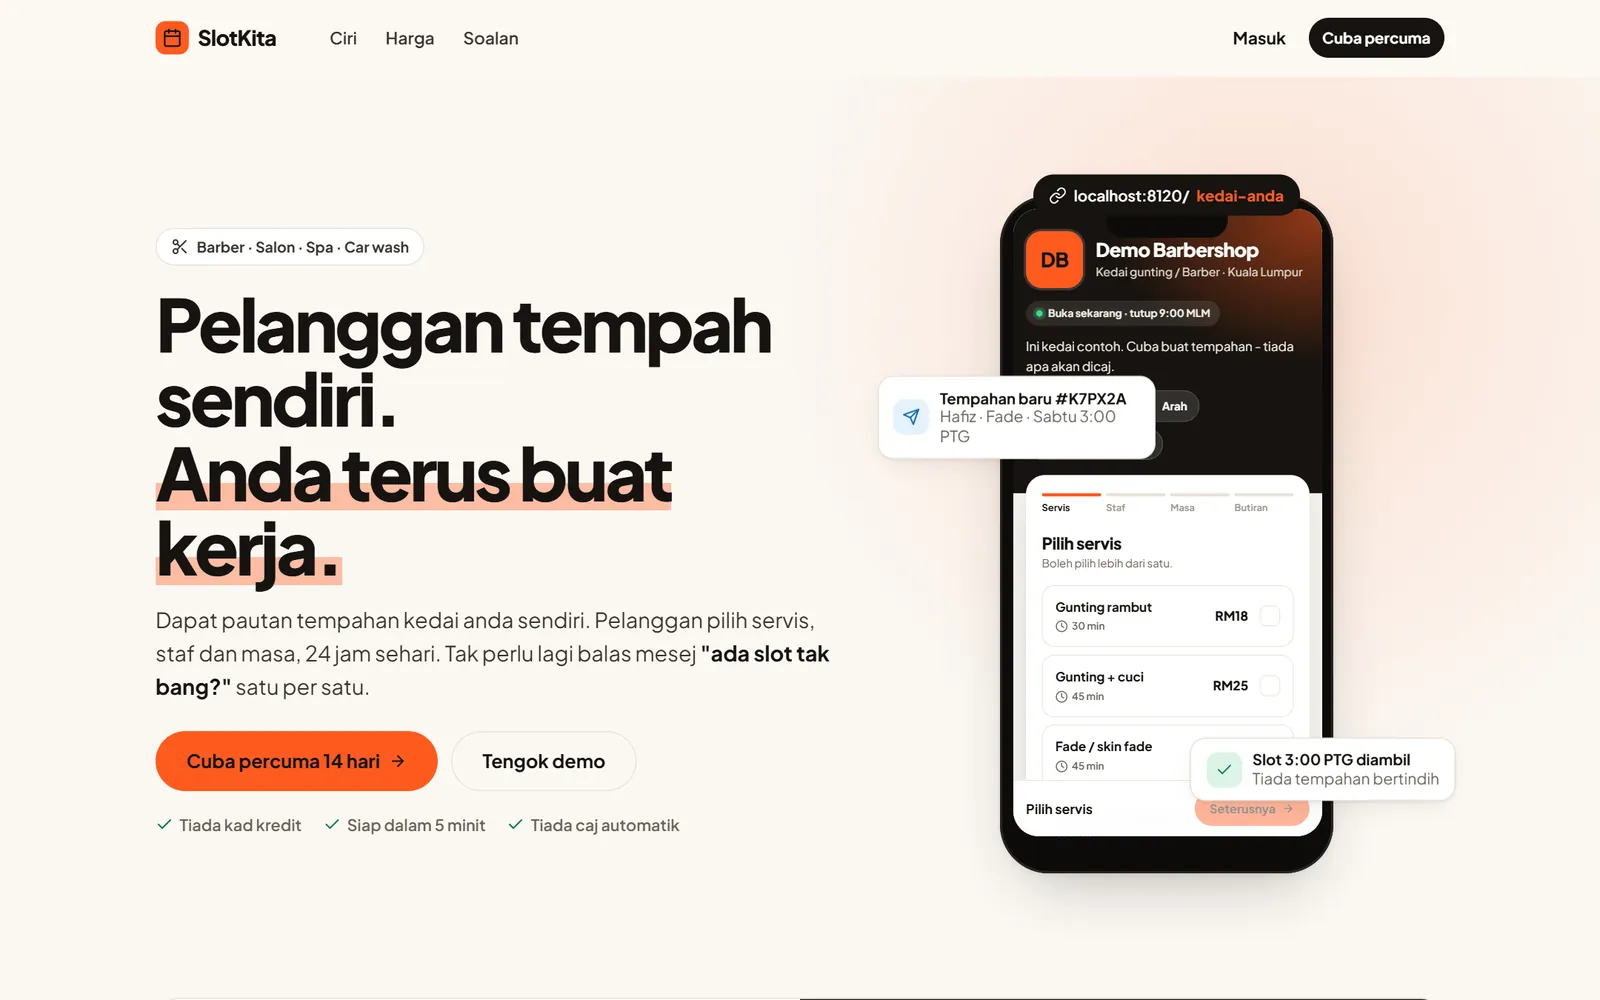 SlotKita
Ciri
Harga
Soalan
Masuk
Cuba percuma
Barber · Salon · Spa · Car wash
Pelanggan tempah
sendiri.
Anda terus buat
kerja.
Dapat pautan tempahan kedai anda sendiri. Pelanggan pilih servis,
staf dan masa, 24 jam sehari. Tak perlu lagi balas mesej "ada slot tak
bang?" satu per satu.
Cuba percuma 14 hari →
Tengok demo
Tiada kad kredit
Siap dalam 5 minit
Tiada caj automatik
localhost:8120/ kedai-anda
DB
Demo Barbershop
Kedai gunting / Barber · Kuala Lumpur
Buka sekarang · tutup 9:00 MLM
Ini kedai contoh. Cuba buat tempahan - tiada
apa akan dicaj.
Tempahan baru #K7PX2A
Hafiz · Fade · Sabtu 3:00
PTG
Arah
Servis
Staf
Masa
Butiran
Pilih servis
Boleh pilih lebih dari satu.
Gunting rambut
30 min
RM18
Gunting + cuci
45 min
RM25
Fade / skin fade
45 min
Slot 3:00 PTG diambil
Tiada tempahan bertindih
Pilih servis
Seterusnya →